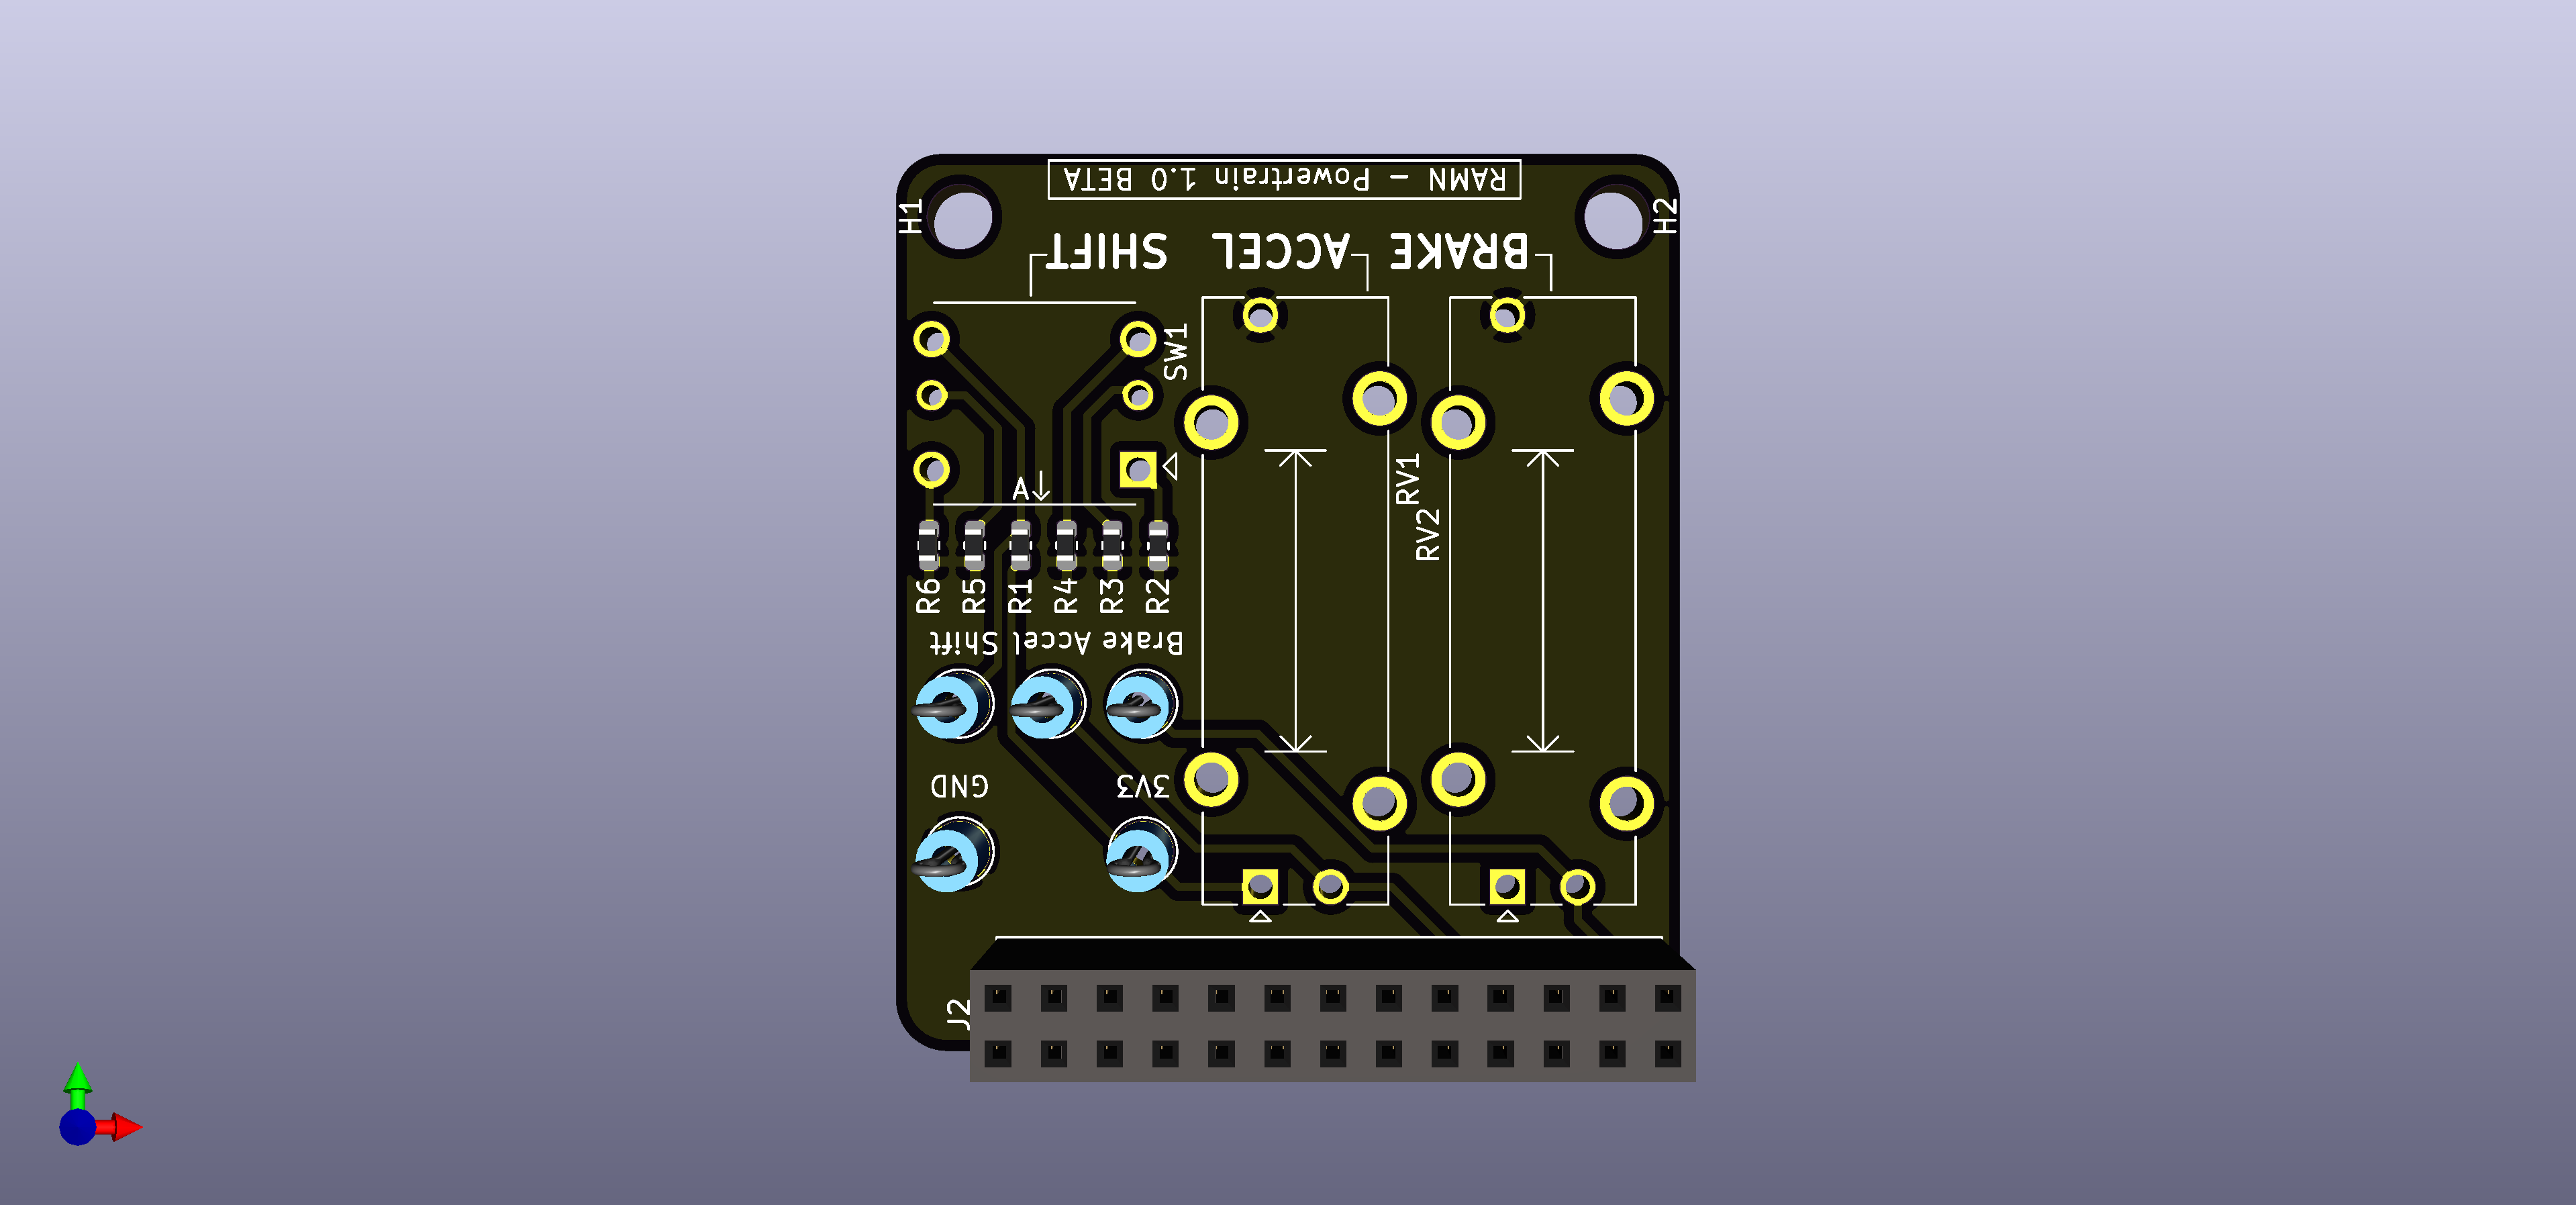 RAMN - Powertrain 1.0 BETA
H1
H2
SHIFT ACCEL BRAKE
SW1
A
RV1
RV2
R6 R5 R1 R4 R3 R2
Shift Accel Brake
GND 3V3
J2